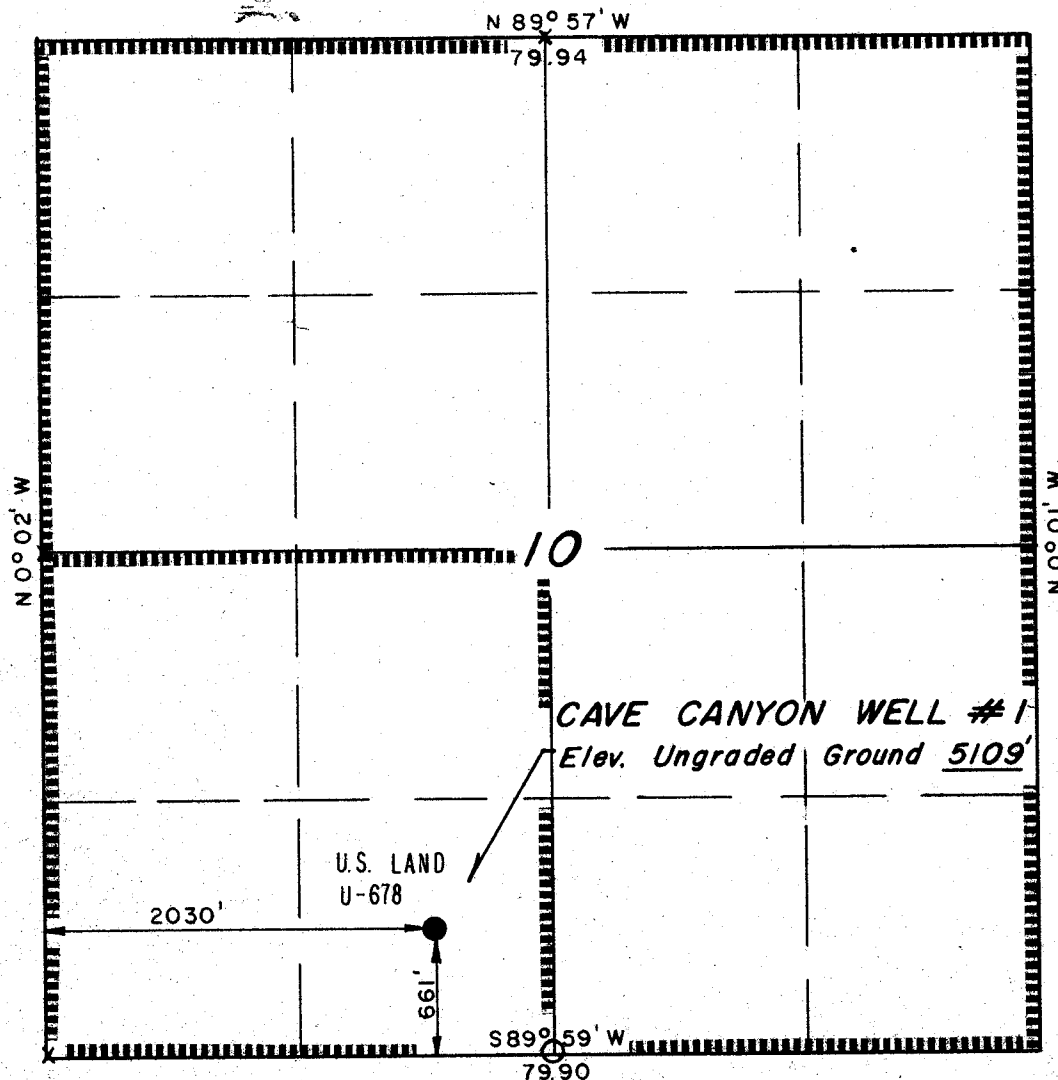 N 89° 57' W
79.94
N 0° 02' W
N 0° 01' W
10
CAVE CANYON WELL #1
Elev. Ungraded Ground 5109'
U.S. LAND
U-678
2030'
661'
S89° 59' W
79.90